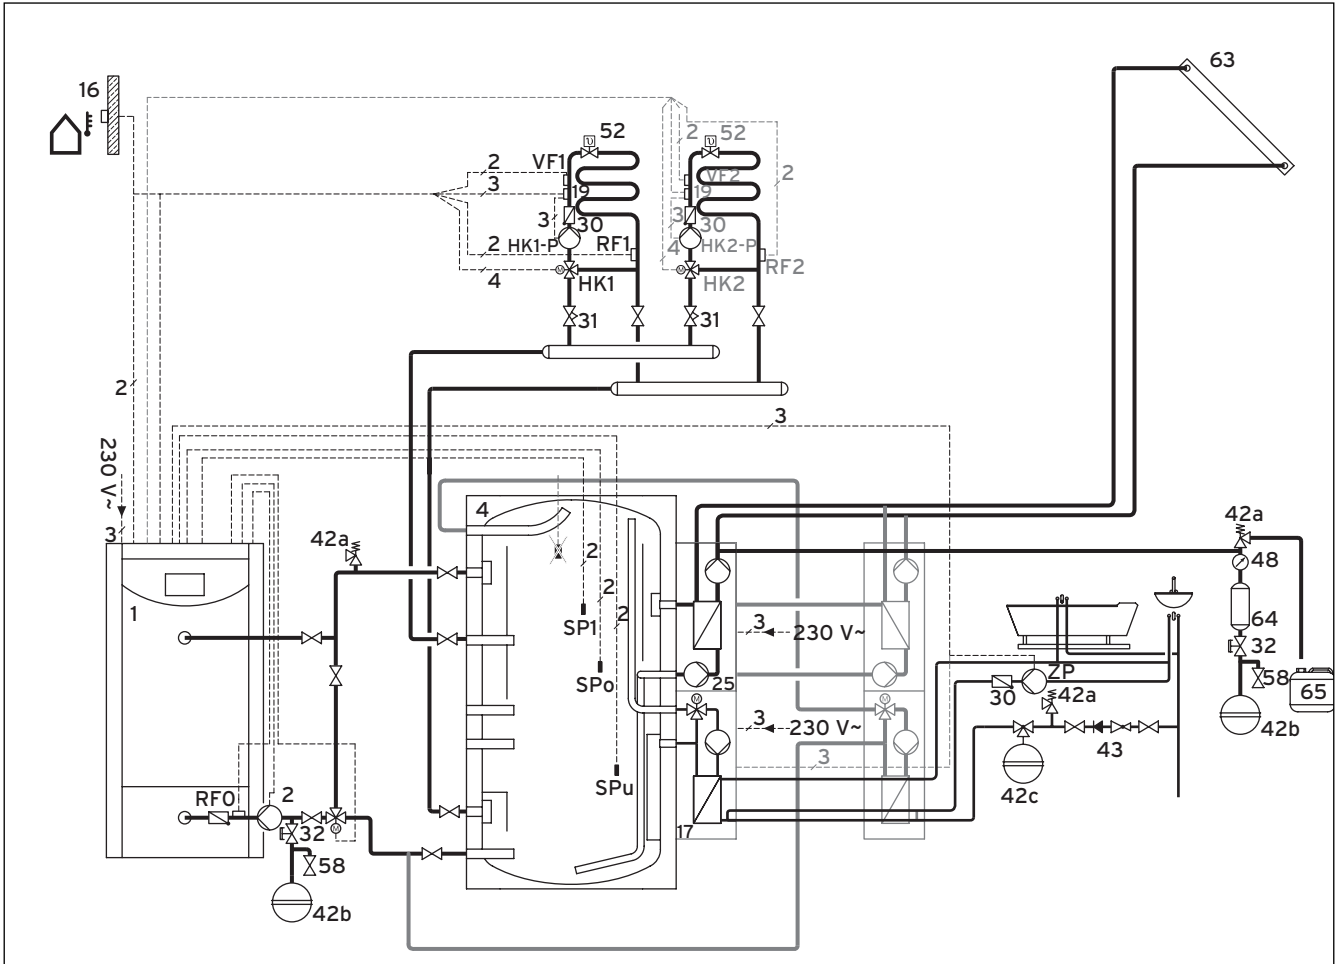 63
16
52
52
2
VF1
2
VF2
2
3
19
19
3
30
3
30
2
HK1-P
RF1
4
HK2-P
RF2
4
HK1
HK2
31
31
2
3
230 V~
3
4
42a
42a
2
48
1
2
2
SP1
3
230 V~
64
32
SPo
25
ZP
58
65
30
42a
3
230 V~
42b
43
3
SPu
42c
RF0
2
32
17
58
42b
M
M
M
M
M